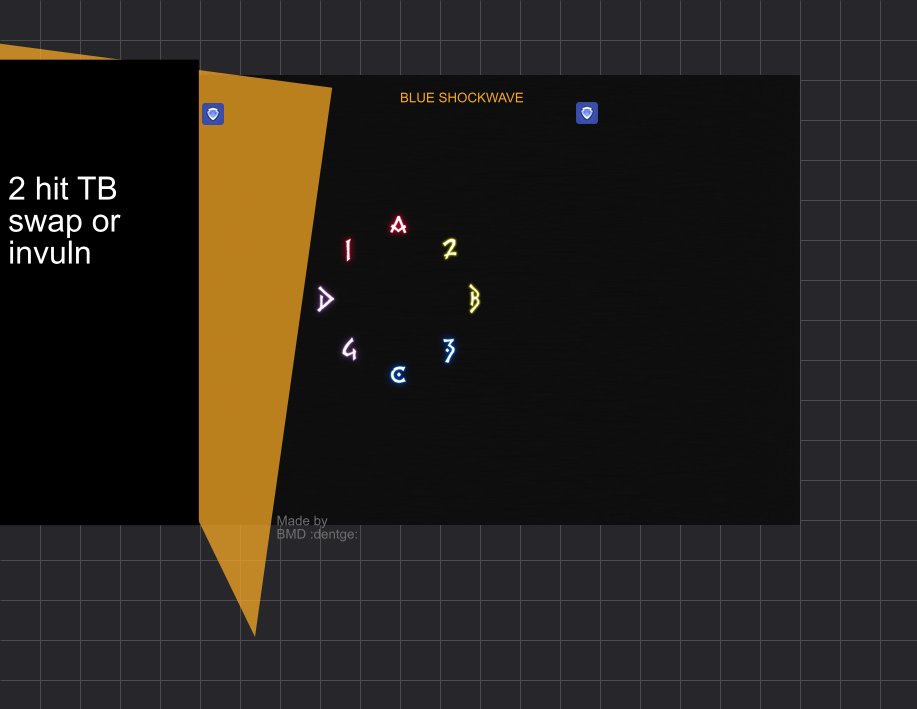 BLUE SHOCKWAVE
2 hit TB
swap or
invuln
A
1
2
D
B
4
3
C
Made by
BMD :dentge: